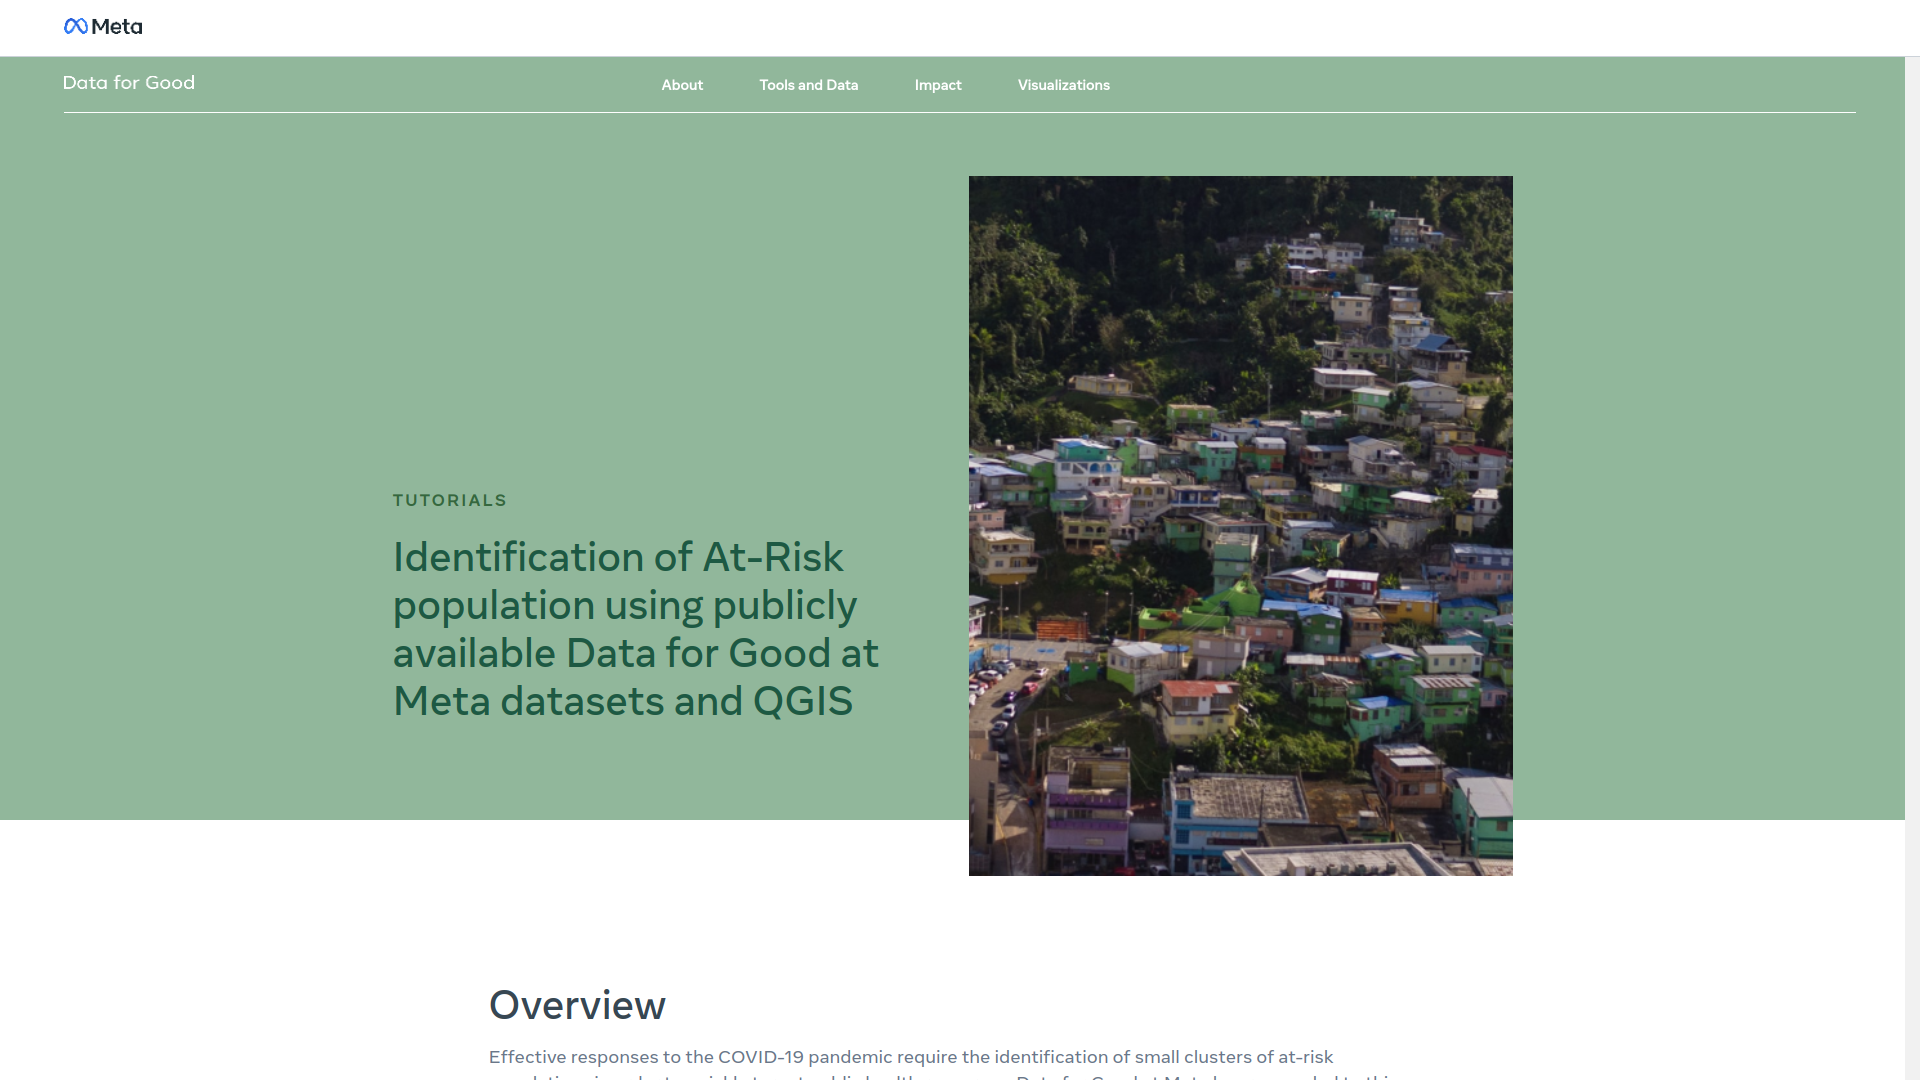 Meta
Data for Good
About
Tools and Data
Impact
Visualizations
TUTORIALS
Identification of At-Risk
population using publicly
available Data for Good at
Meta datasets and QGIS
Overview
Effective responses to the COVID-19 pandemic require the identification of small clusters of at-risk